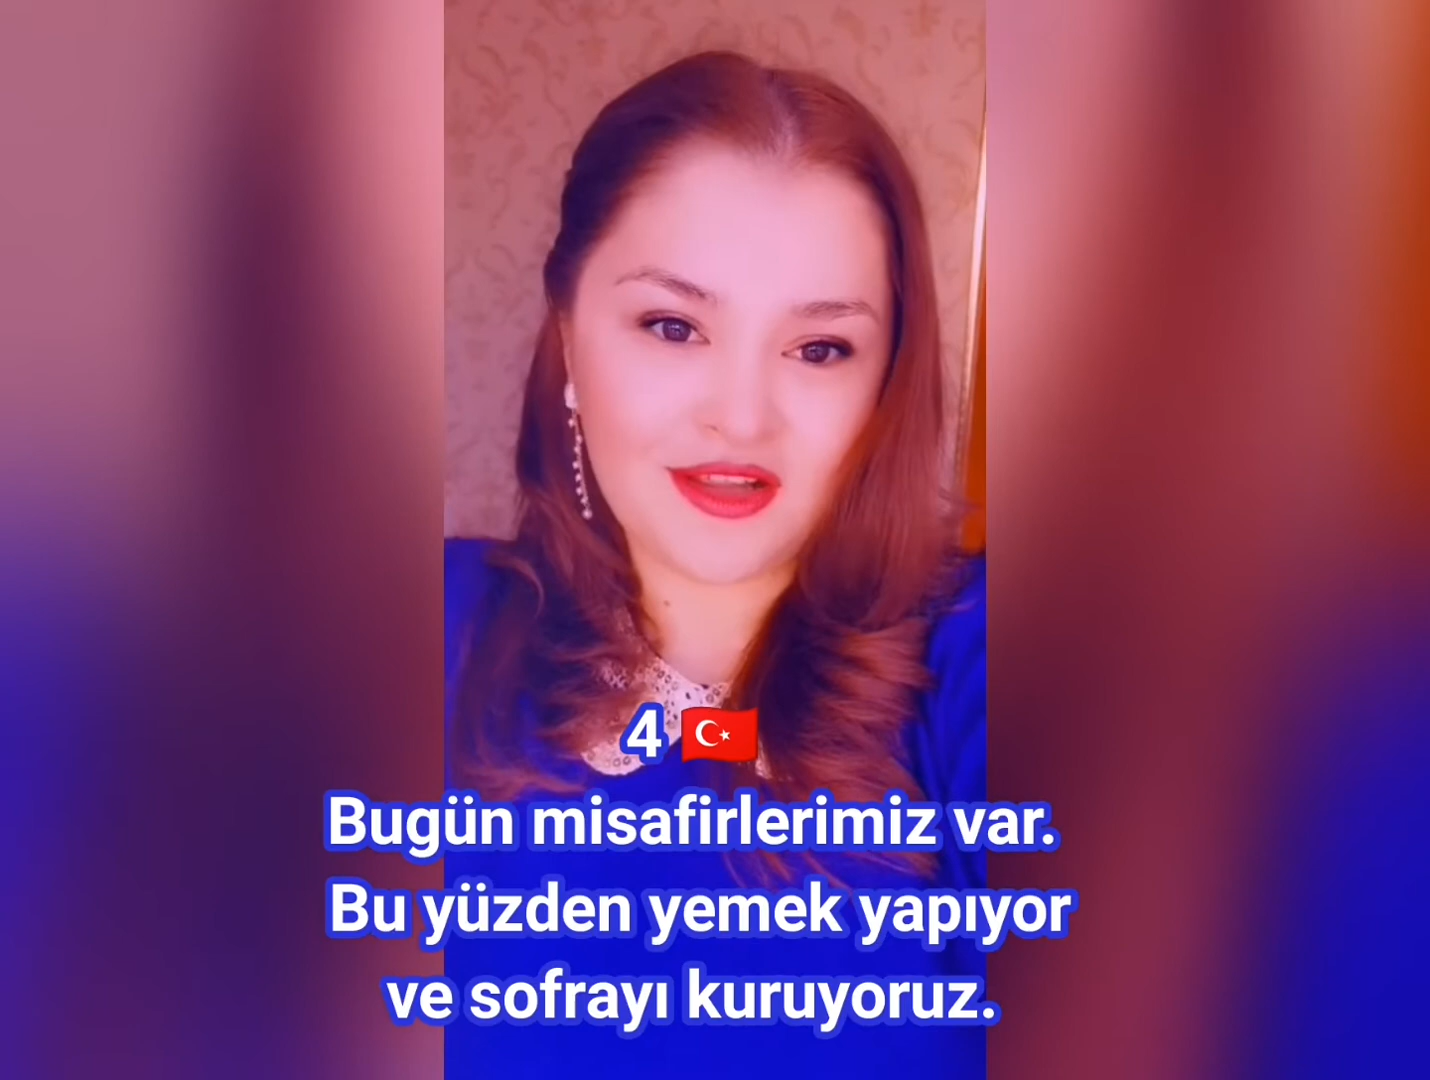 4 🇹🇷
Bugün misafirlerimiz var.
Bu yüzden yemek yapıyor
ve sofrayı kuruyoruz.